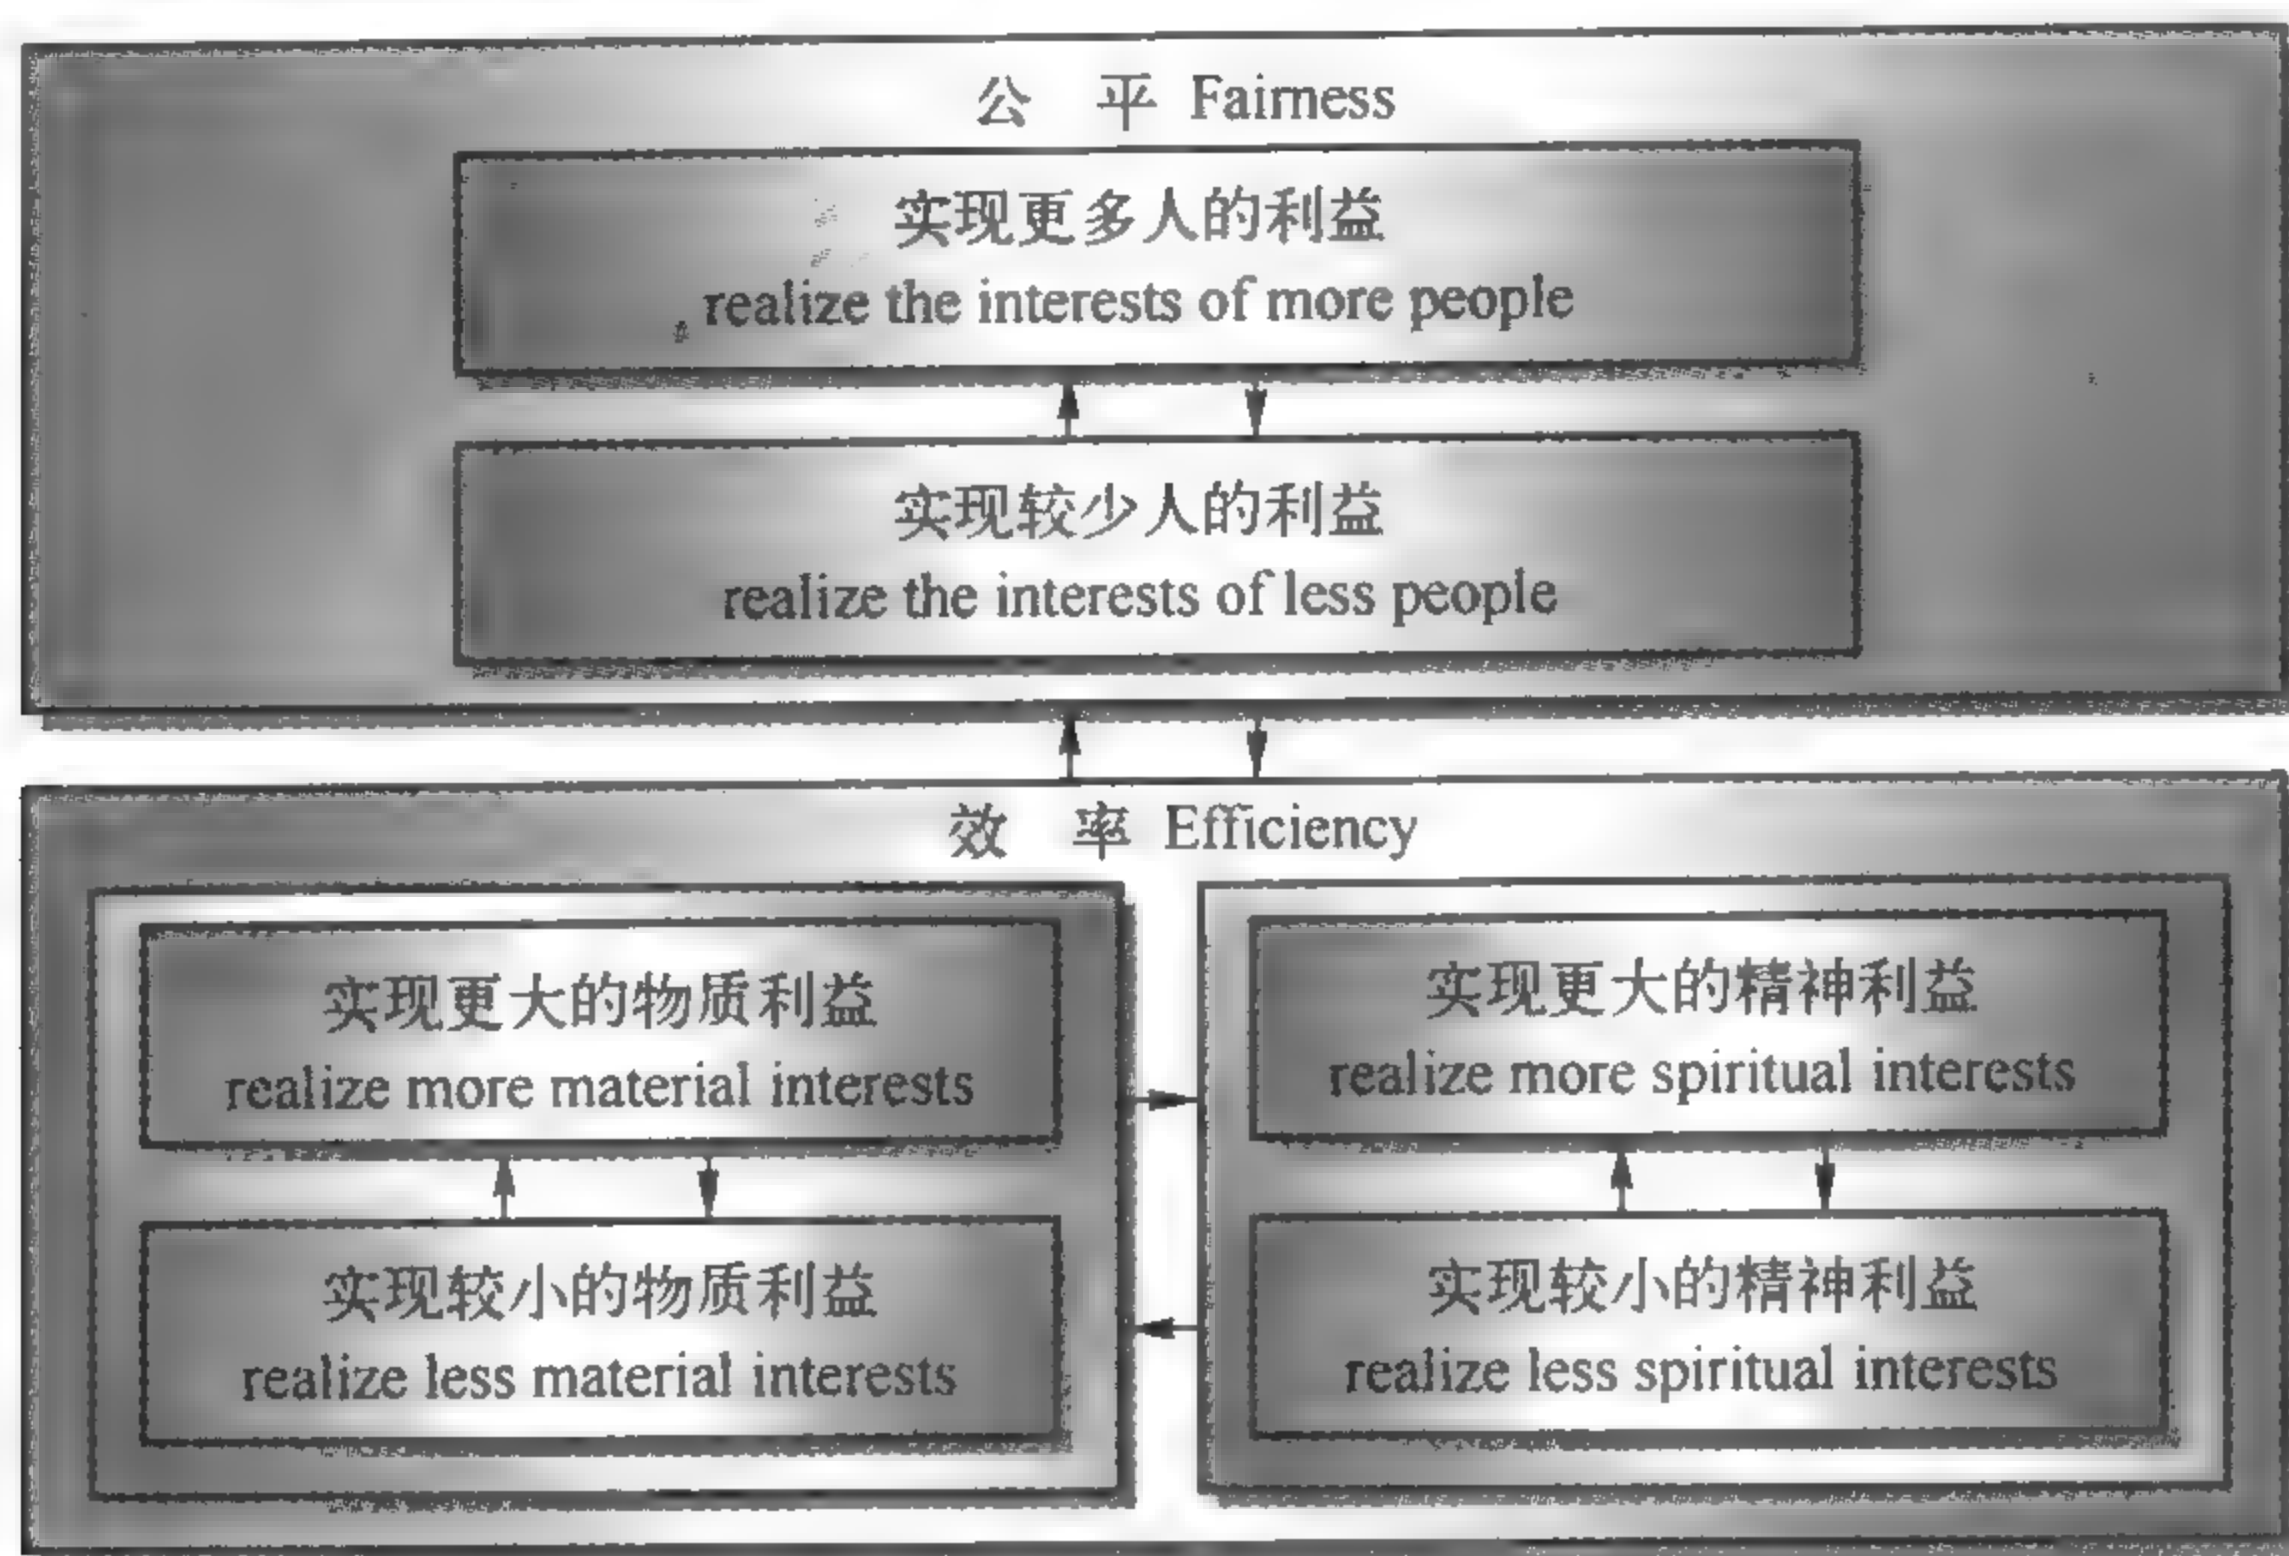 公 平 Fairness
实现更多人的利益
realize the interests of more people
实现较少人的利益
realize the interests of less people
效 率 Efficiency
实现更大的物质利益
realize more material interests
实现较小的物质利益
realize less material interests
实现更大的精神利益
realize more spiritual interests
实现较小的精神利益
realize less spiritual interests